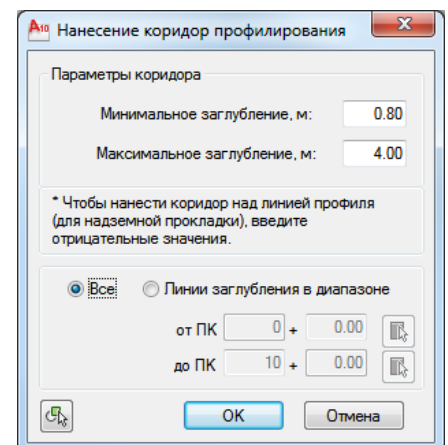 A10 Нанесение коридор профилирования
Параметры коридора
Минимальное заглубление, м: 0.80
Максимальное заглубление, м: 4.00
* Чтобы нанести коридор над линией профиля
(для надземной прокладки), введите
отрицательные значения.
Все Линии заглубления в диапазоне
от ПК 0 + 0.00
до ПК 10 + 0.00
OK Отмена